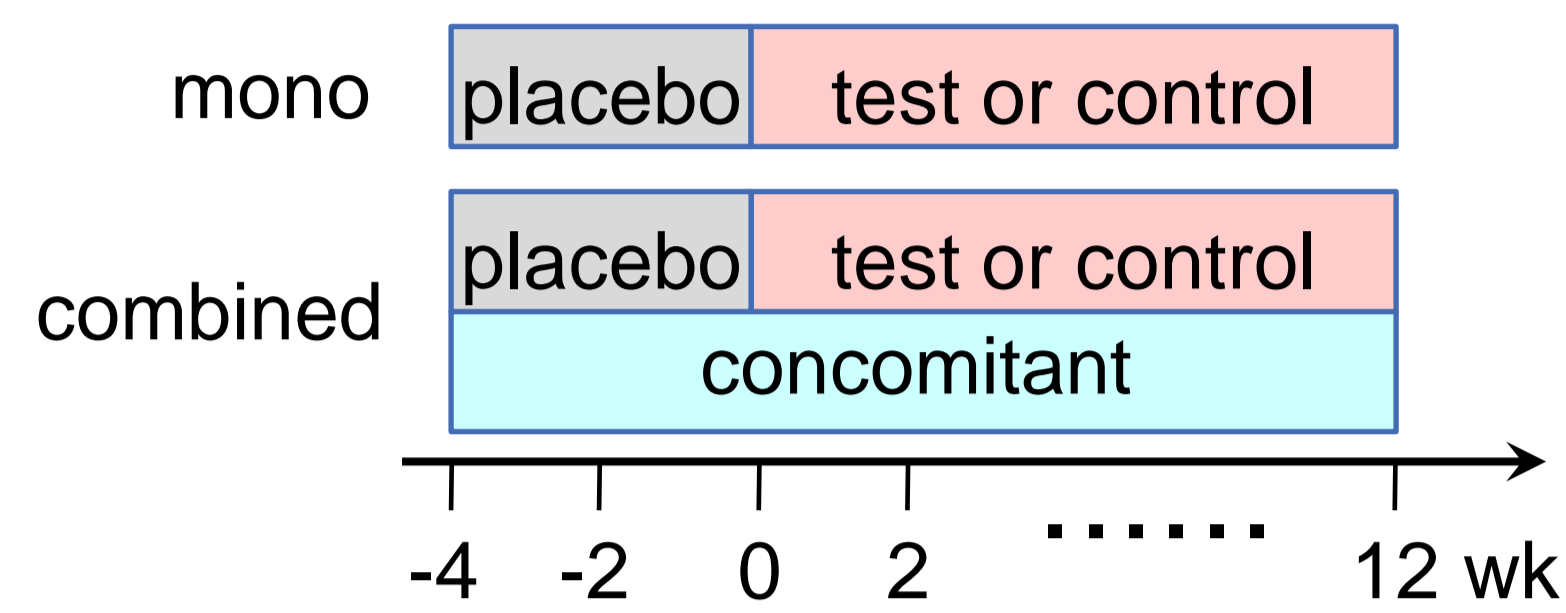 mono placebo test or control
placebo test or control
combined
concomitant
-4 -2 0 2 ...... 12 wk